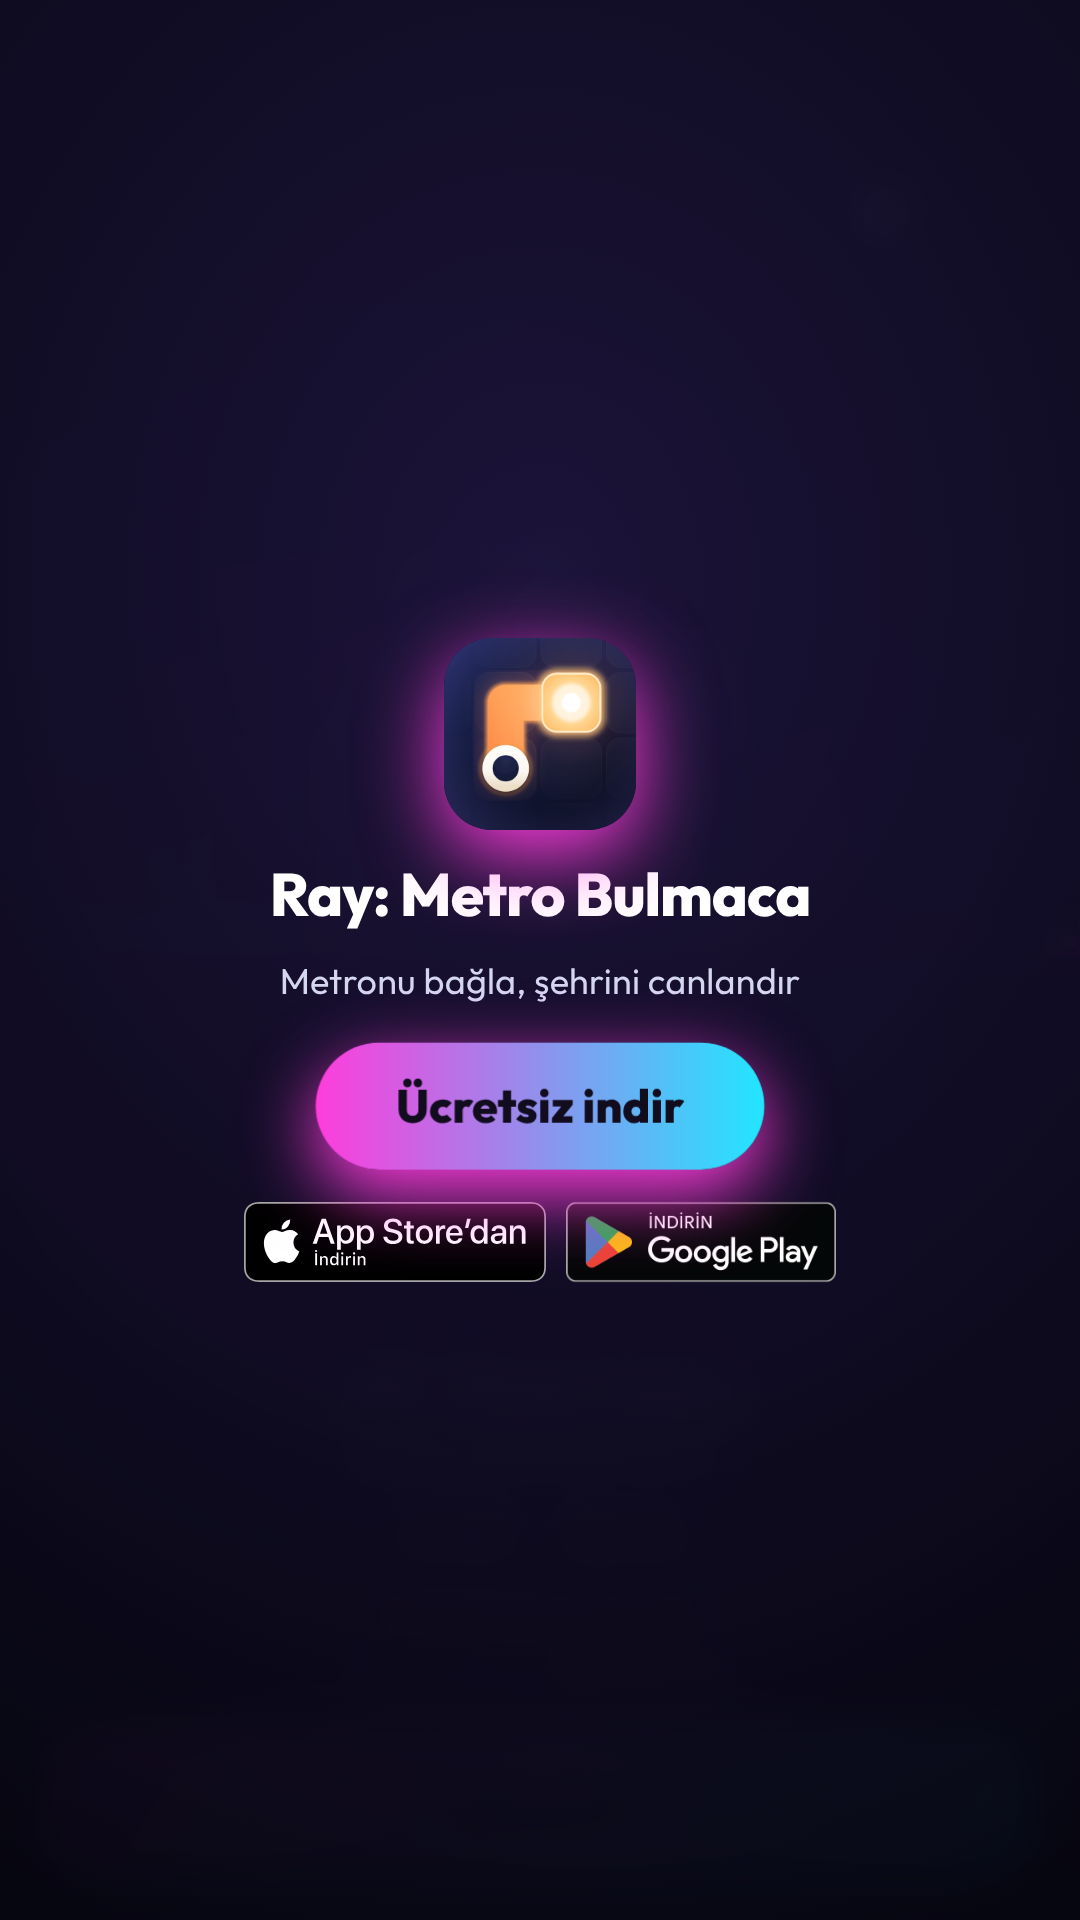 Ray: Metro Bulmaca
Metronu bağla, şehrini canlandır
Ücretsiz indir
App Store’dan
İndirin
İNDİRİN
Google Play